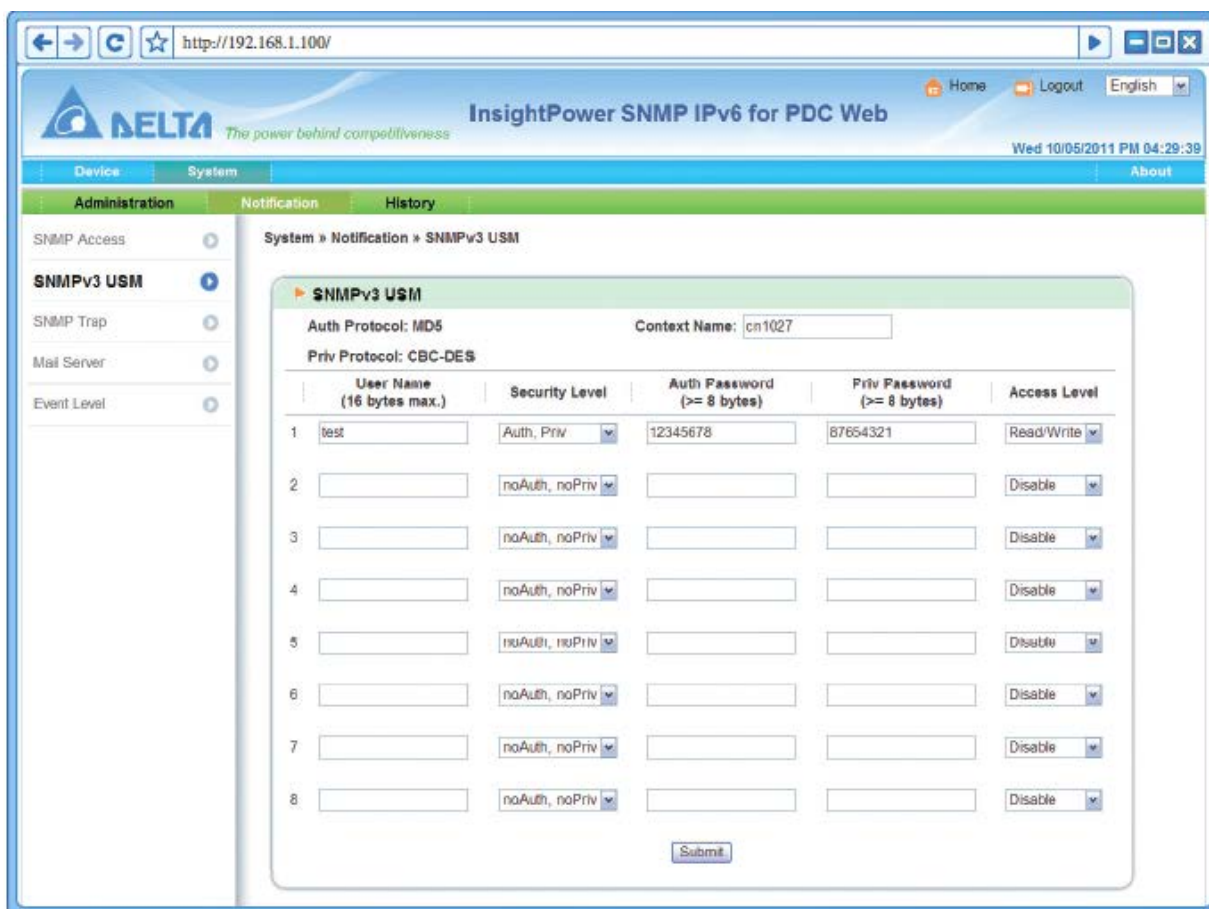 http://192.168.1.100/
Home Logout English
DELTA The power behind competitiveness InsightPower SNMP IPv6 for PDC Web
Wed 10/05/2011 PM 04:29:39
Device System About
Administration Notification History
SNMP Access
SNMPv3 USM
SNMP Trap
Mail Server
Event Level
System » Notification » SNMPv3 USM
SNMPv3 USM
Auth Protocol: MD5 Context Name: cn1027
Priv Protocol: CBC-DES
User Name (16 bytes max.) Security Level Auth Password (>= 8 bytes) Priv Password (>= 8 bytes) Access Level
1 test Auth, Priv 12345678 87654321 Read/Write
2 noAuth, noPriv Disable
3 noAuth, noPriv Disable
4 noAuth, noPriv Disable
5 noAuth, noPriv Disable
6 noAuth, noPriv Disable
7 noAuth, noPriv Disable
8 noAuth, noPriv Disable
Submit